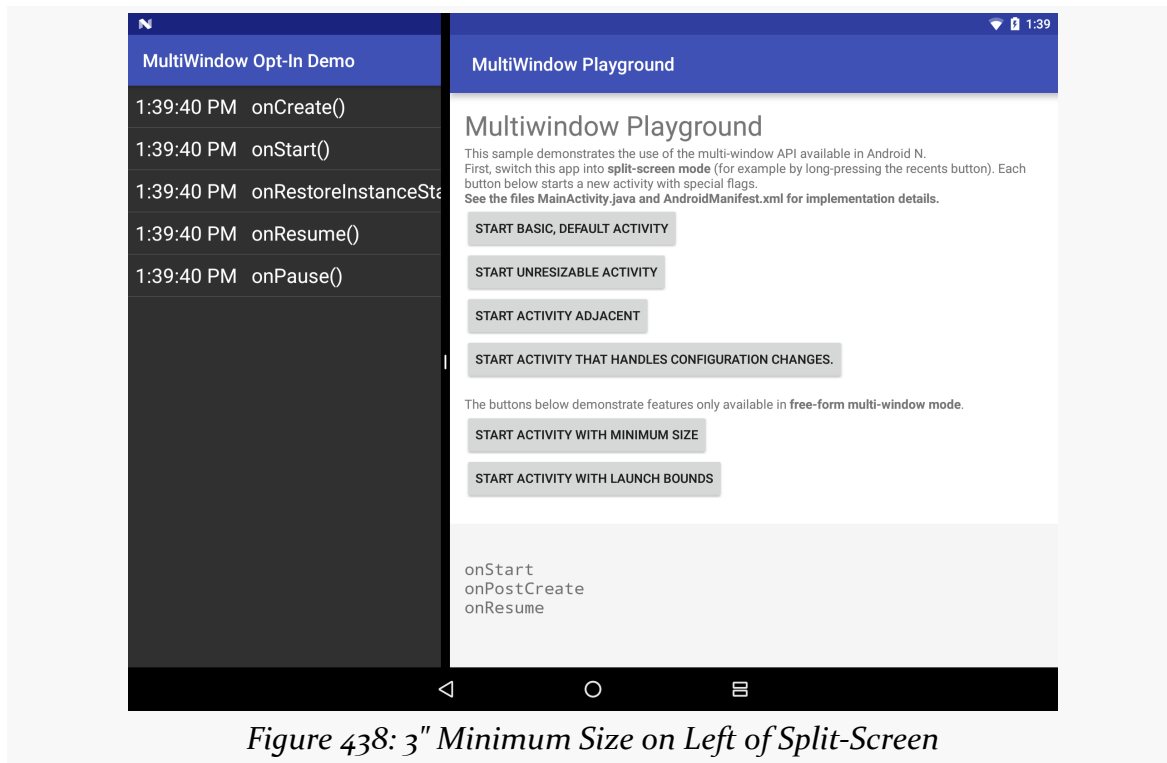 MultiWindow Opt-In Demo
1:39:40 PM onCreate()
1:39:40 PM onStart()
1:39:40 PM onRestoreInstanceSta
1:39:40 PM onResume()
1:39:40 PM onPause()
1:39
MultiWindow Playground
Multiwindow Playground
This sample demonstrates the use of the multi-window API available in Android N.
First, switch this app into split-screen mode (for example by long-pressing the recents button). Each
button below starts a new activity with special flags.
See the files MainActivity.java and AndroidManifest.xml for implementation details.
START BASIC, DEFAULT ACTIVITY
START UNRESIZABLE ACTIVITY
START ACTIVITY ADJACENT
START ACTIVITY THAT HANDLES CONFIGURATION CHANGES.
The buttons below demonstrate features only available in free-form multi-window mode.
START ACTIVITY WITH MINIMUM SIZE
START ACTIVITY WITH LAUNCH BOUNDS
onStart
onPostCreate
onResume
Figure 438: 3" Minimum Size on Left of Split-Screen